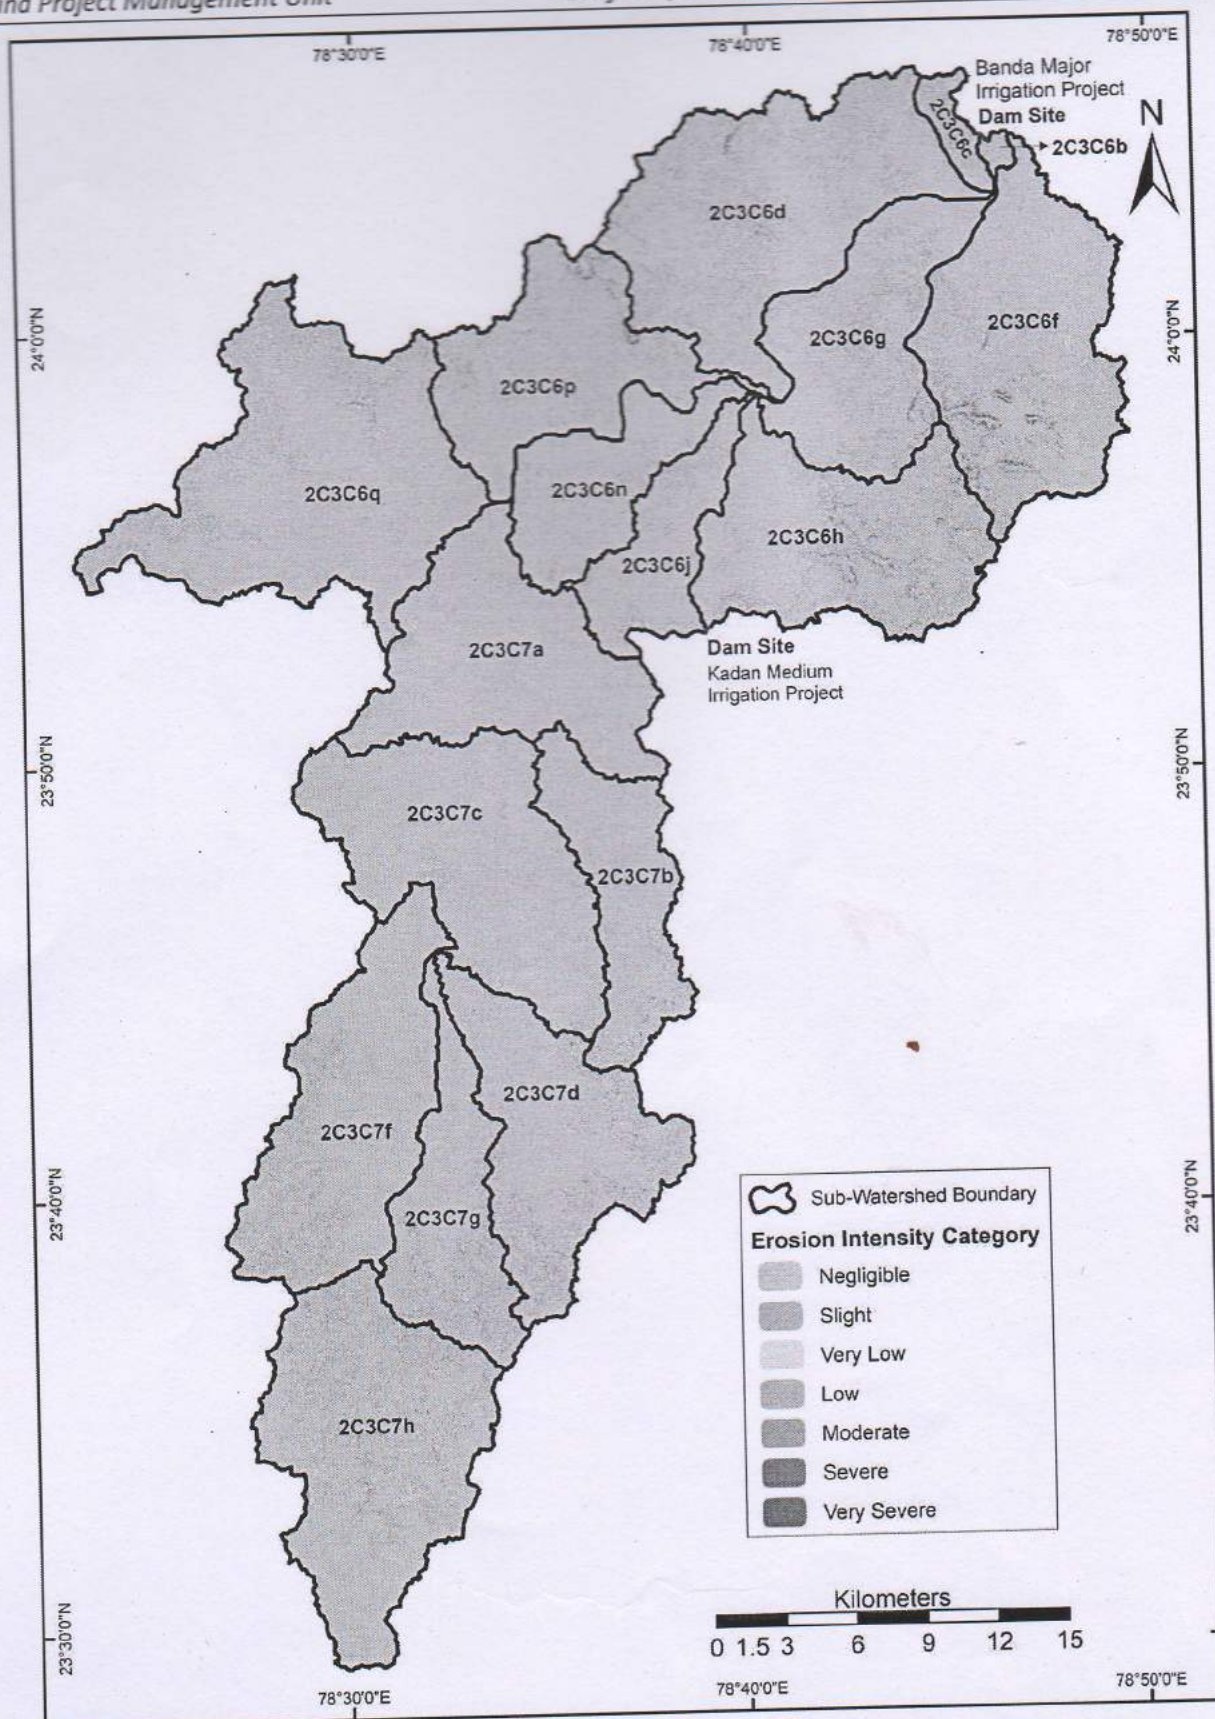 nd Project Management Unit
78°30'0"E
78°40'0"E
78°50'0"E
Banda Major
Irrigation Project
Dam Site
N
2C3C6c
2C3C6b
2C3C6d
24°0'0"N
2C3C6g
2C3C6f
24°0'0"N
2C3C6p
2C3C6q
2C3C6n
2C3C6h
2C3C6j
2C3C7a
Dam Site
Kadan Medium
Irrigation Project
23°50'0"N
23°50'0"N
2C3C7c
2C3C7b
2C3C7d
2C3C7f
23°40'0"N
2C3C7g
23°40'0"N
Sub-Watershed Boundary
Erosion Intensity Category
Negligible
Slight
Very Low
Low
Moderate
Severe
Very Severe
2C3C7h
Kilometers
0 1.5 3 6 9 12 15
23°30'0"N
78°30'0"E
78°40'0"E
78°50'0"E